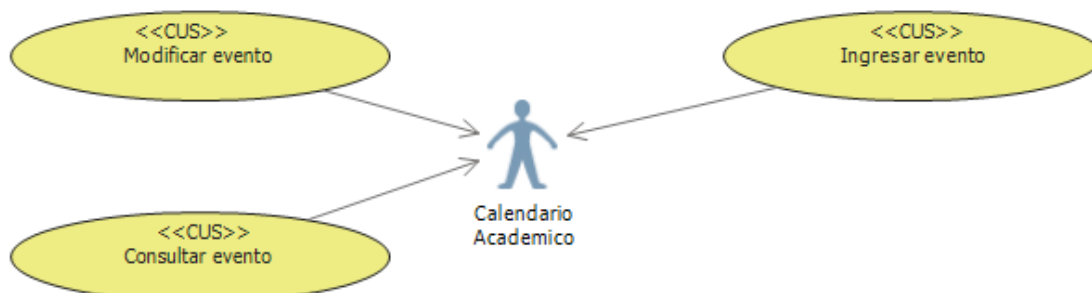 <<CUS>>
Modificar evento
<<CUS>>
Ingresar evento
Calendario
Academico
<<CUS>>
Consultar evento